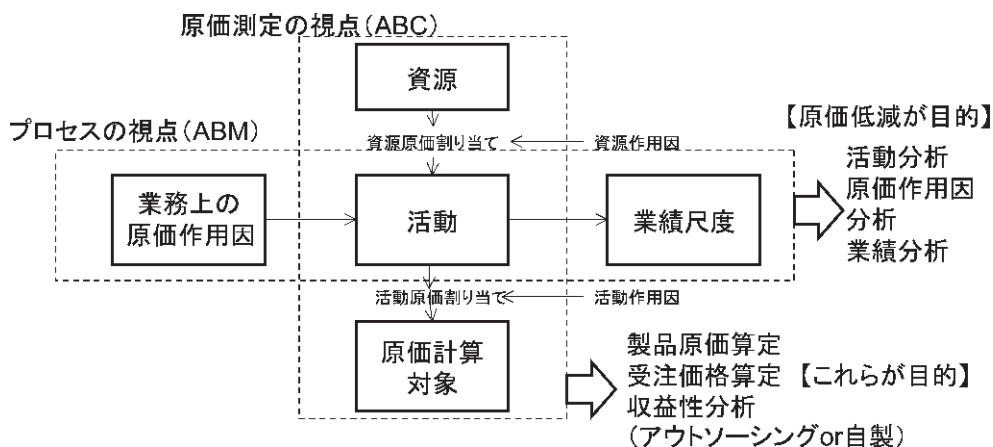 原価測定の視点(ABC)
資源
プロセスの視点(ABM)
資源原価割り当て
資源作用因
【原価低減が目的】
活動分析
原価作用因
分析
業績分析
業務上の
原価作用因
活動
業績尺度
活動原価割り当て
活動作用因
原価計算
対象
製品原価算定
受注価格算定【これらが目的】
収益性分析
(アウトソーシングor自製)